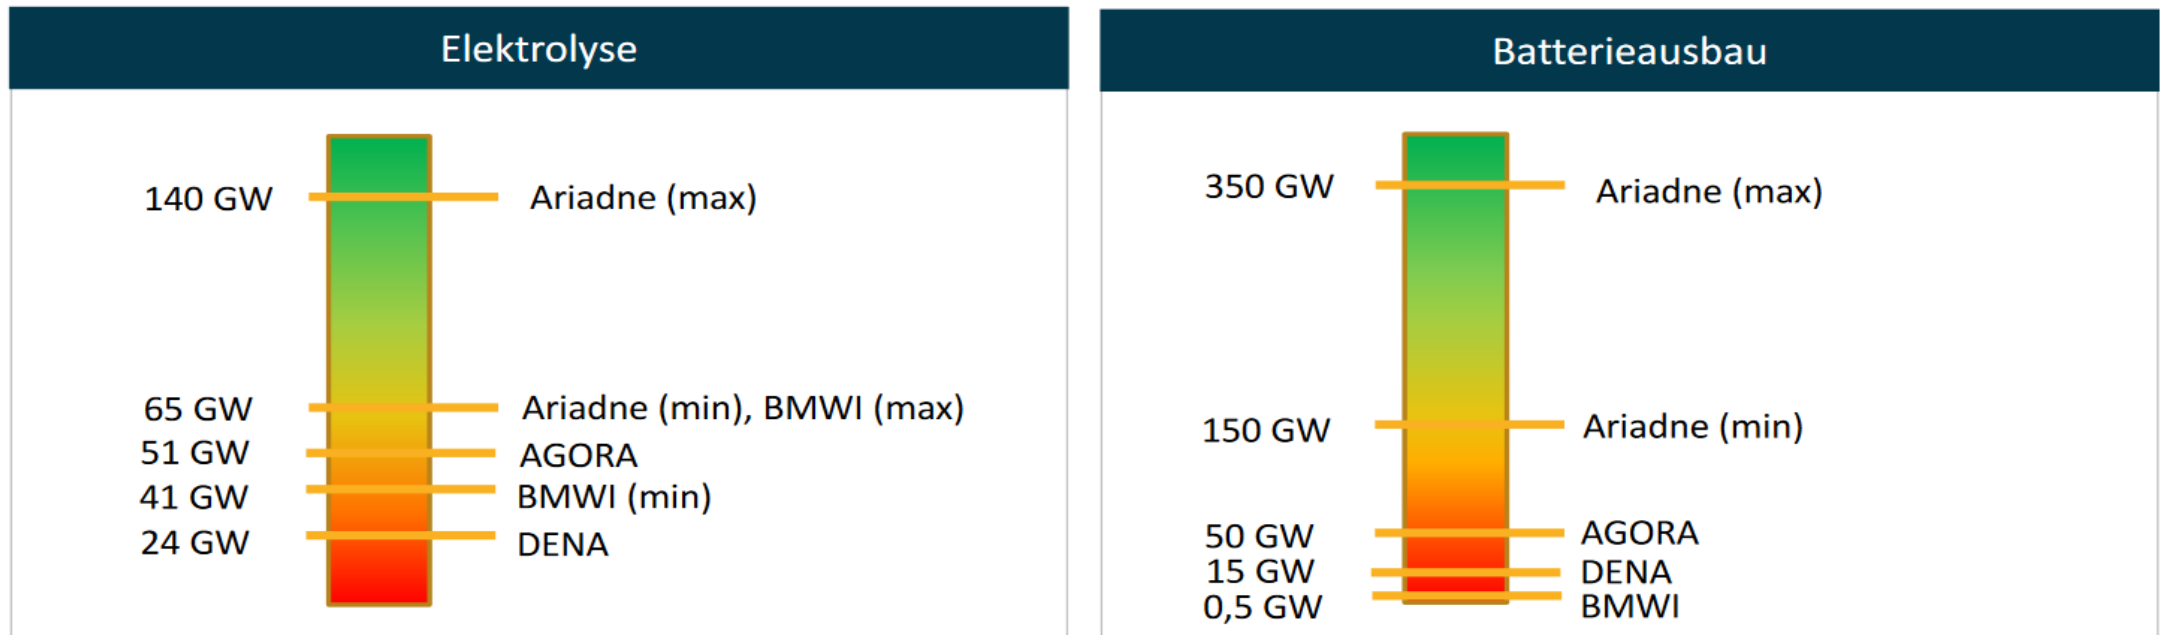 Elektrolyse
140 GW Ariadne (max)
65 GW Ariadne (min), BMWI (max)
51 GW AGORA
41 GW BMWI (min)
24 GW DENA
Batterieausbau
350 GW Ariadne (max)
150 GW Ariadne (min)
50 GW AGORA
15 GW DENA
0,5 GW BMWI